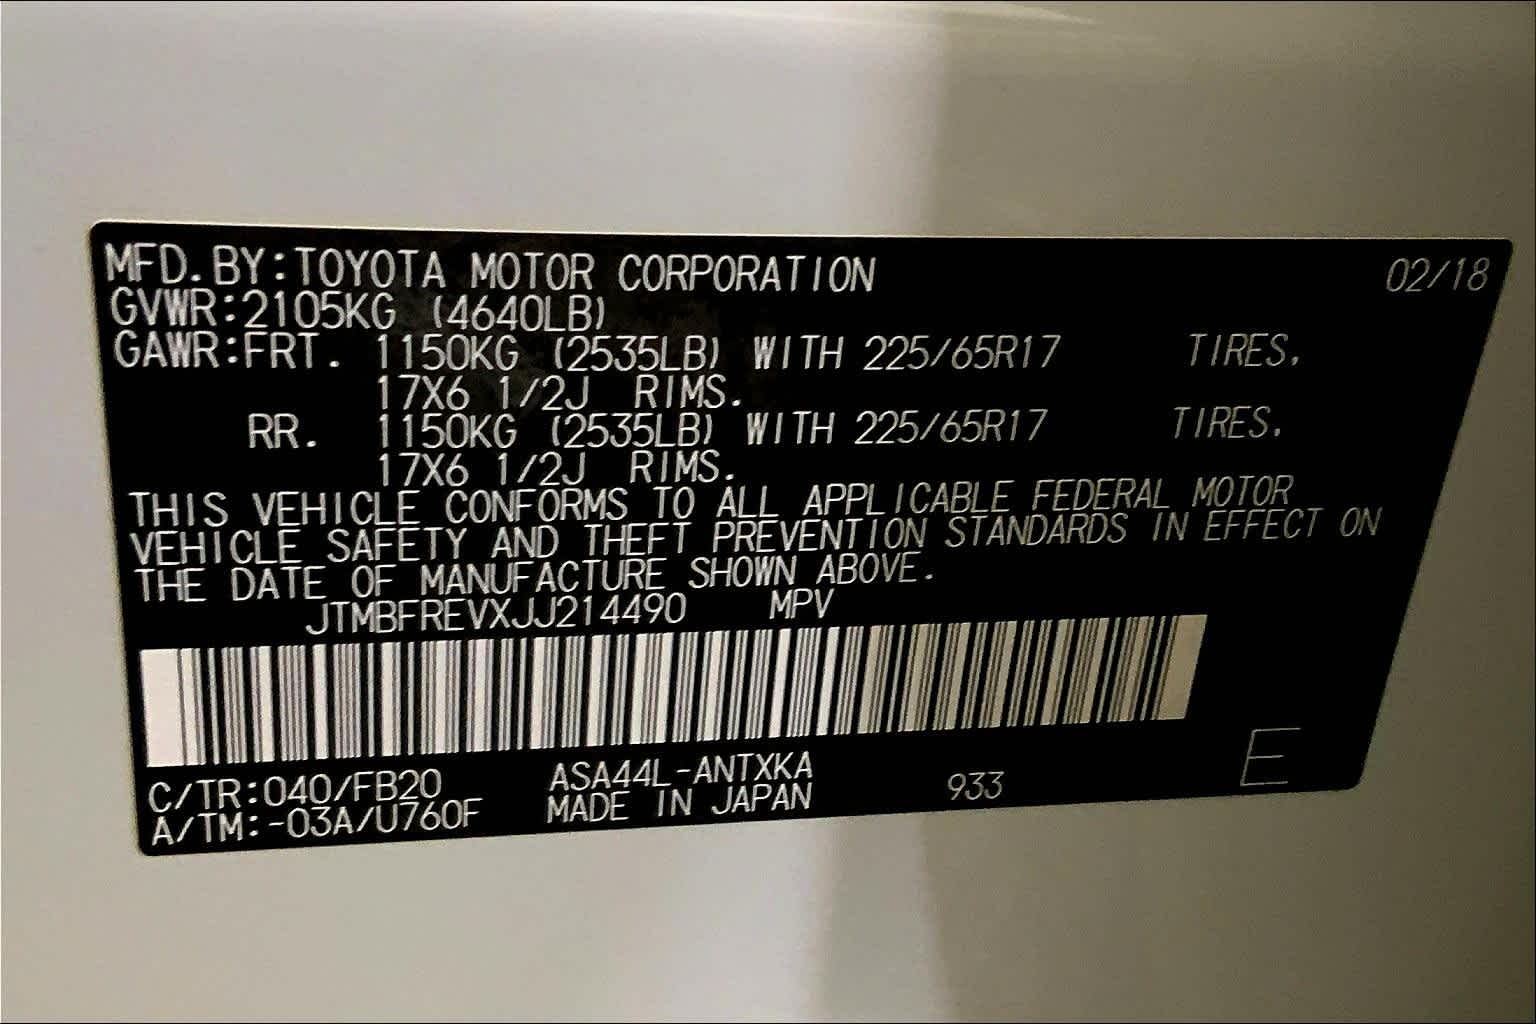 MFD. BY:TOYOTA MOTOR CORPORATION 02/18
GVWR:2105KG (4640LB)
GAWR:FRT. 1150KG (2535LB) WITH 225/65R17 TIRES.
17X6 1/2J RIMS.
RR. 1150KG (2535LB) WITH 225/65R17 TIRES.
17X6 1/2J RIMS.
THIS VEHICLE CONFORMS TO ALL APPLICABLE FEDERAL MOTOR
VEHICLE SAFETY AND THEFT PREVENTION STANDARDS IN EFFECT ON
THE DATE OF MANUFACTURE SHOWN ABOVE.
JTMBFREVXJJ214490 MPV
C/TR:040/FB20 ASA44L-ANTXKA 933 E
A/TM:-03A/U760F MADE IN JAPAN